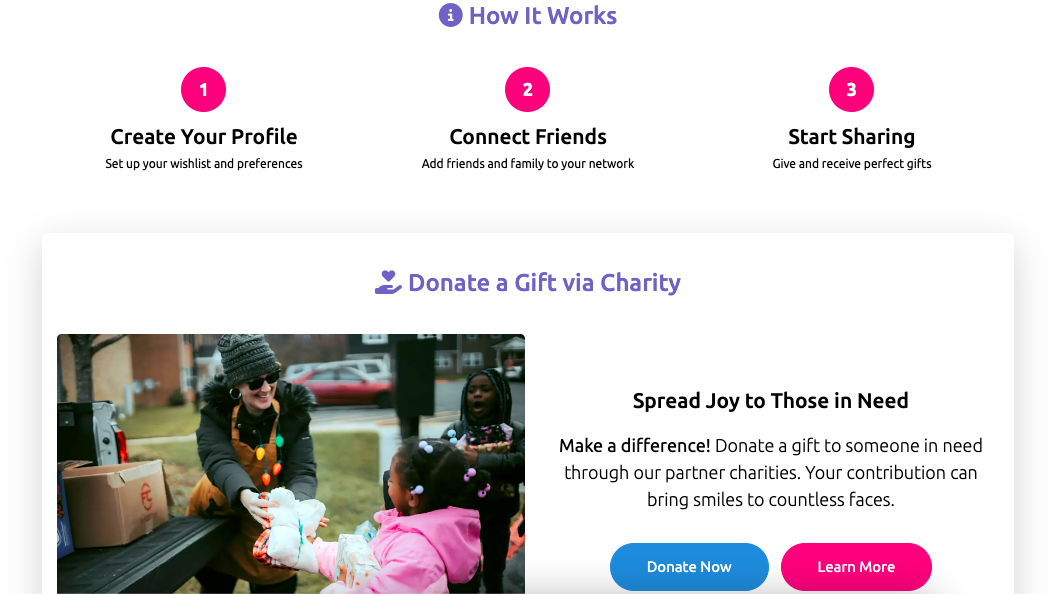 How It Works
1
2
3
Create Your Profile
Connect Friends
Start Sharing
Set up your wishlist and preferences
Add friends and family to your network
Give and receive perfect gifts
Donate a Gift via Charity
Spread Joy to Those in Need
Make a difference! Donate a gift to someone in need
through our partner charities. Your contribution can
bring smiles to countless faces.
Donate Now
Learn More